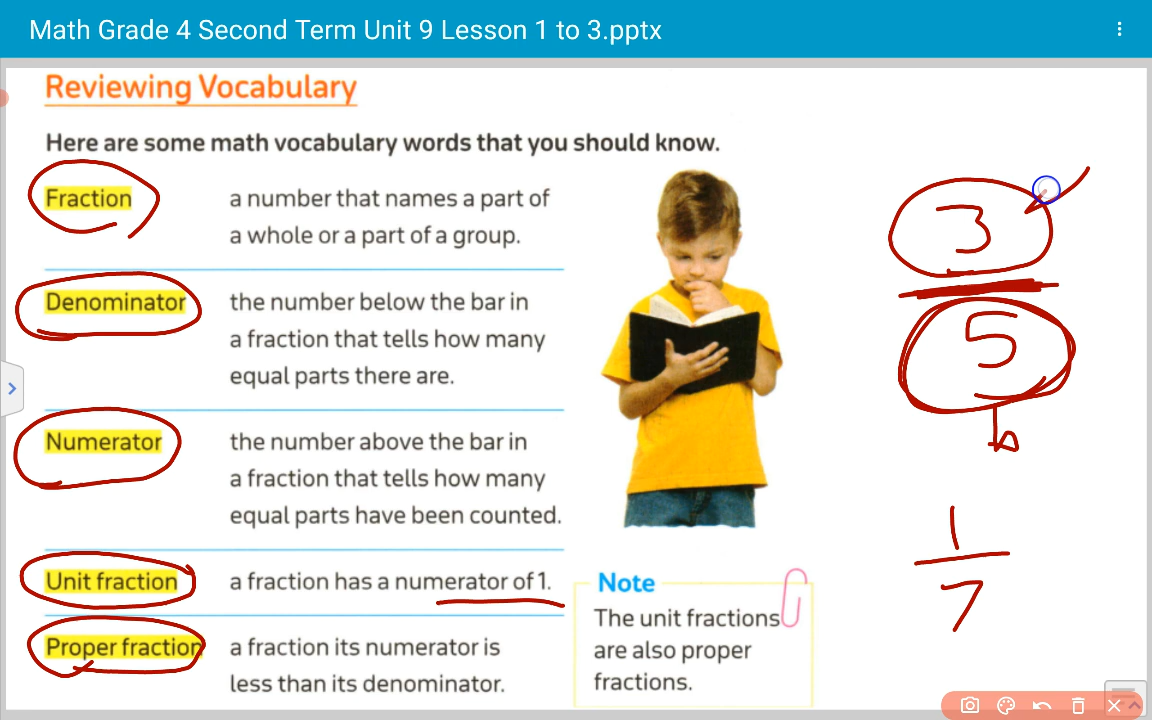 Math Grade 4 Second Term Unit 9 Lesson 1 to 3.pptx
Reviewing Vocabulary
Here are some math vocabulary words that you should know.
Fraction a number that names a part of
a whole or a part of a group.
Denominator the number below the bar in
a fraction that tells how many
equal parts there are.
Numerator the number above the bar in
a fraction that tells how many
equal parts have been counted.
Unit fraction a fraction has a numerator of 1.
Proper fraction a fraction its numerator is
less than its denominator.
Note
The unit fractions
are also proper
fractions.
3
5
1
7